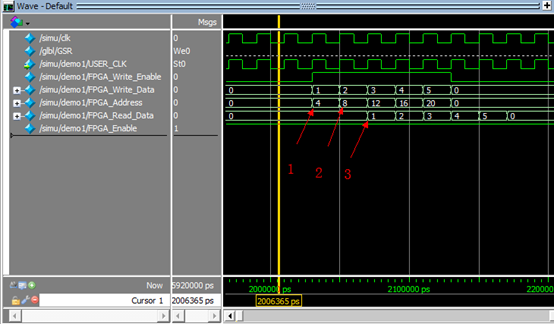 Wave - Default
Msgs
/simu/clk 0
/glbl/GSR We0
/simu/demo1/USER_CLK St0
/simu/demo1/FPGA_Write_Enable 0
/simu/demo1/FPGA_Write_Data 0 0 1 2 3 4 5 0
/simu/demo1/FPGA_Address 0 0 4 8 12 16 20 0
/simu/demo1/FPGA_Read_Data 0 0 1 2 3 4 5 0
/simu/demo1/FPGA_Enable 1
1 2 3
Now 5920000 ps 2000000 ps 2100000 ps 220000
Cursor 1 2006365 ps 2006365 ps